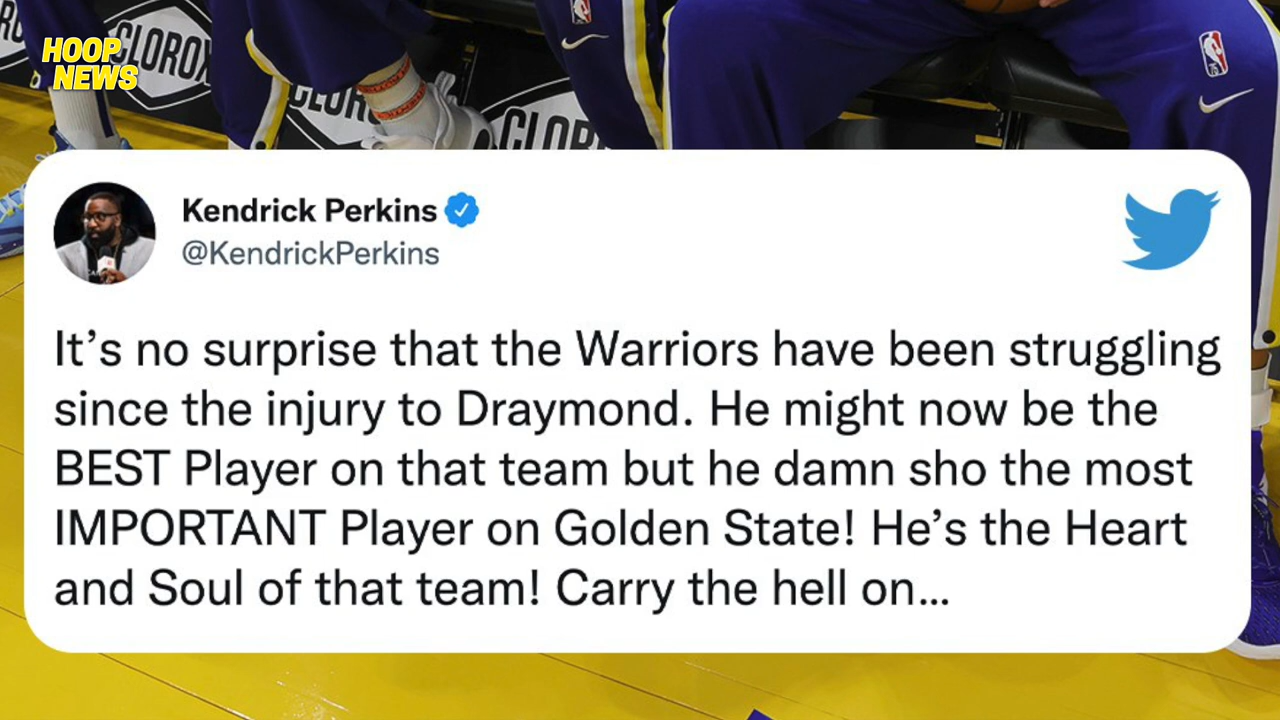 HOOP
NEWS
CLOROX
Kendrick Perkins
@KendrickPerkins
It’s no surprise that the Warriors have been struggling
since the injury to Draymond. He might now be the
BEST Player on that team but he damn sho the most
IMPORTANT Player on Golden State! He’s the Heart
and Soul of that team! Carry the hell on...